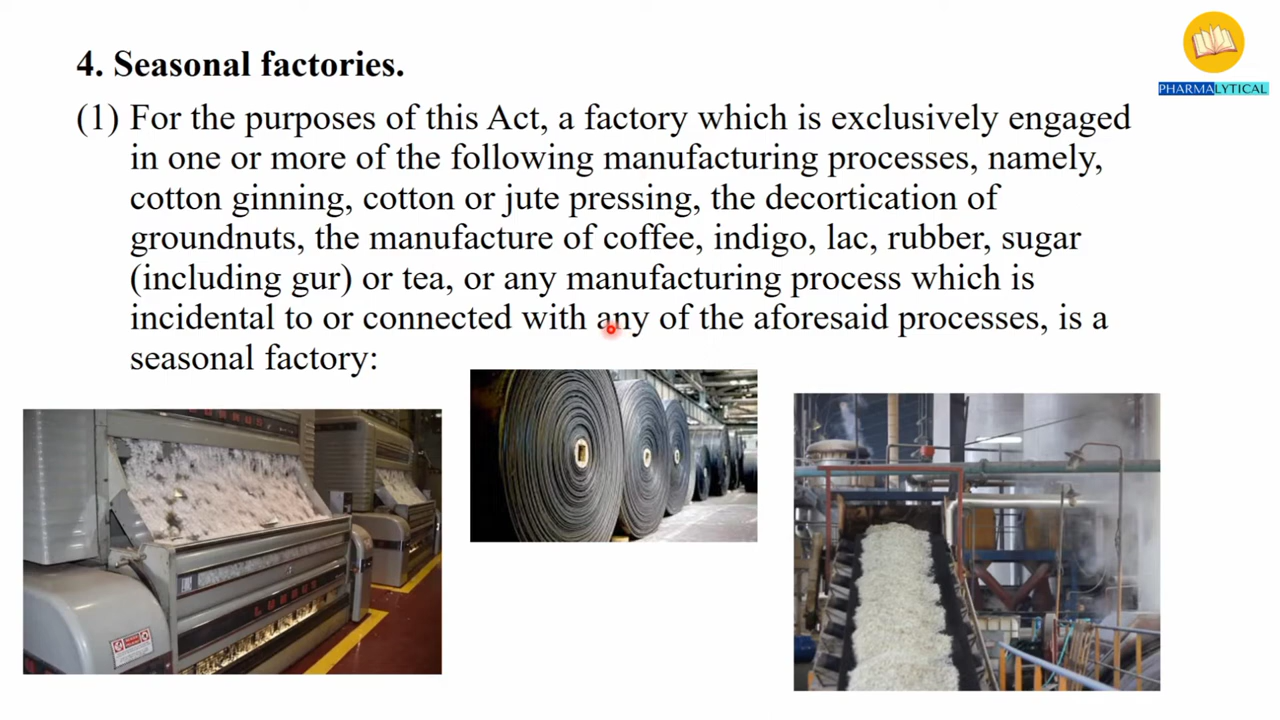 4. Seasonal factories.
PHARMALYTICAL
(1) For the purposes of this Act, a factory which is exclusively engaged
in one or more of the following manufacturing processes, namely,
cotton ginning, cotton or jute pressing, the decortication of
groundnuts, the manufacture of coffee, indigo, lac, rubber, sugar
(including gur) or tea, or any manufacturing process which is
incidental to or connected with any of the aforesaid processes, is a
seasonal factory:
LUMMUS